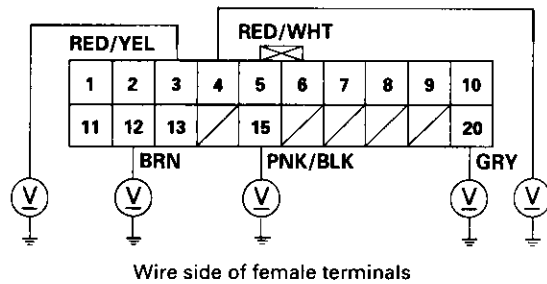 RED/YEL RED/WHT
1 2 3 4 5 6 7 8 9 10
11 12 13 15 20
BRN PNK/BLK GRY
V V V V V
Wire side of female terminals